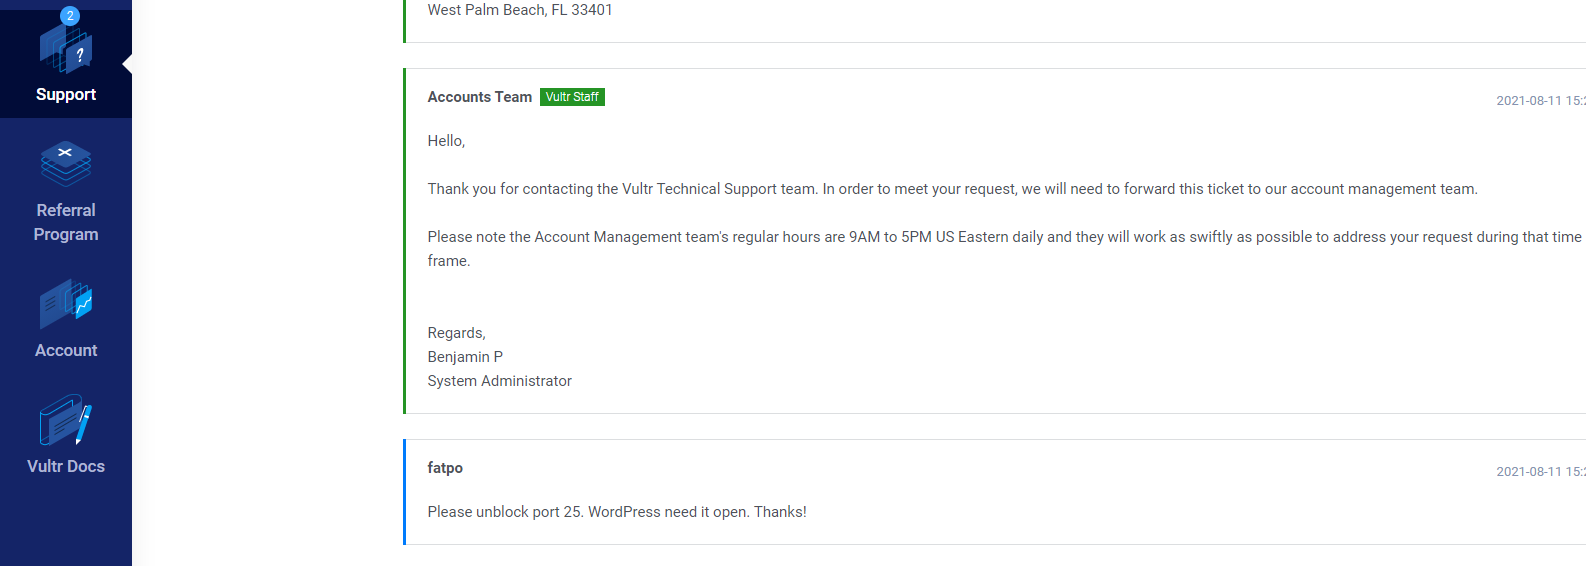 2
Support
Referral
Program
Account
Vultr Docs
West Palm Beach, FL 33401
Accounts Team Vultr Staff
2021-08-11 15:2
Hello,
Thank you for contacting the Vultr Technical Support team. In order to meet your request, we will need to forward this ticket to our account management team.
Please note the Account Management team's regular hours are 9AM to 5PM US Eastern daily and they will work as swiftly as possible to address your request during that time
frame.
Regards,
Benjamin P
System Administrator
fatpo
2021-08-11 15:2
Please unblock port 25. WordPress need it open. Thanks!